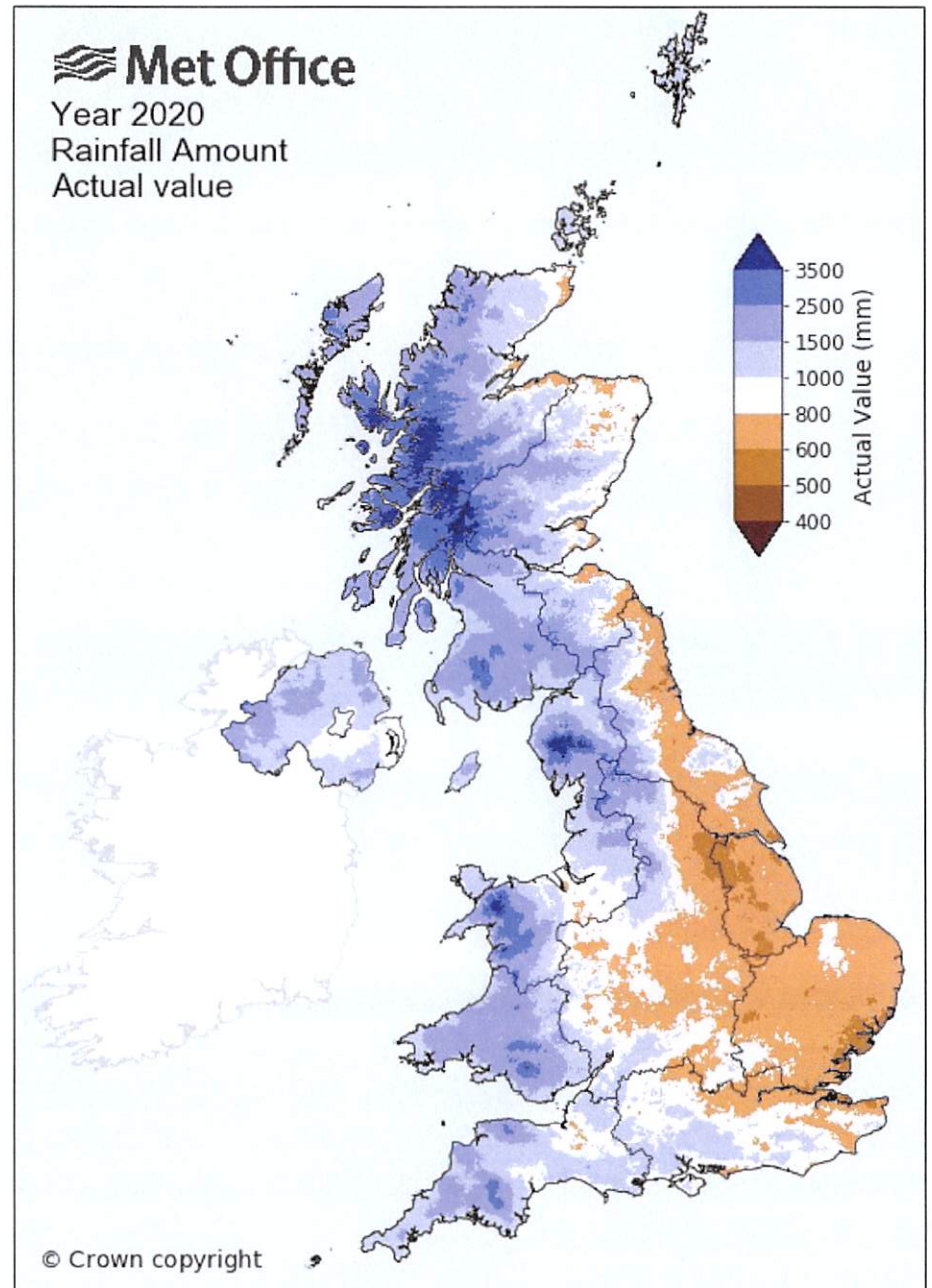 Met Office
Year 2020
Rainfall Amount
Actual value
3500
2500
1500
1000
800
600
500
400
Actual Value (mm)
© Crown copyright